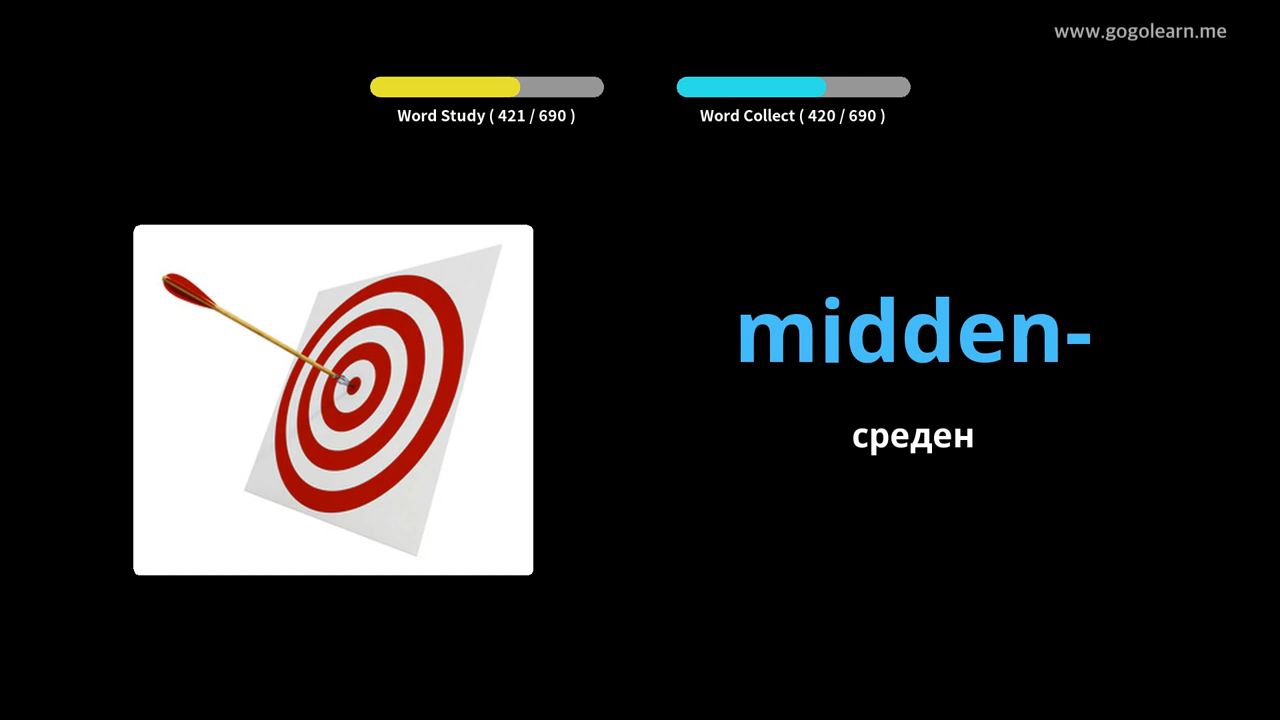 www.gogolearn.me
Word Study ( 421 / 690 )
Word Collect ( 420 / 690 )
midden-
среден